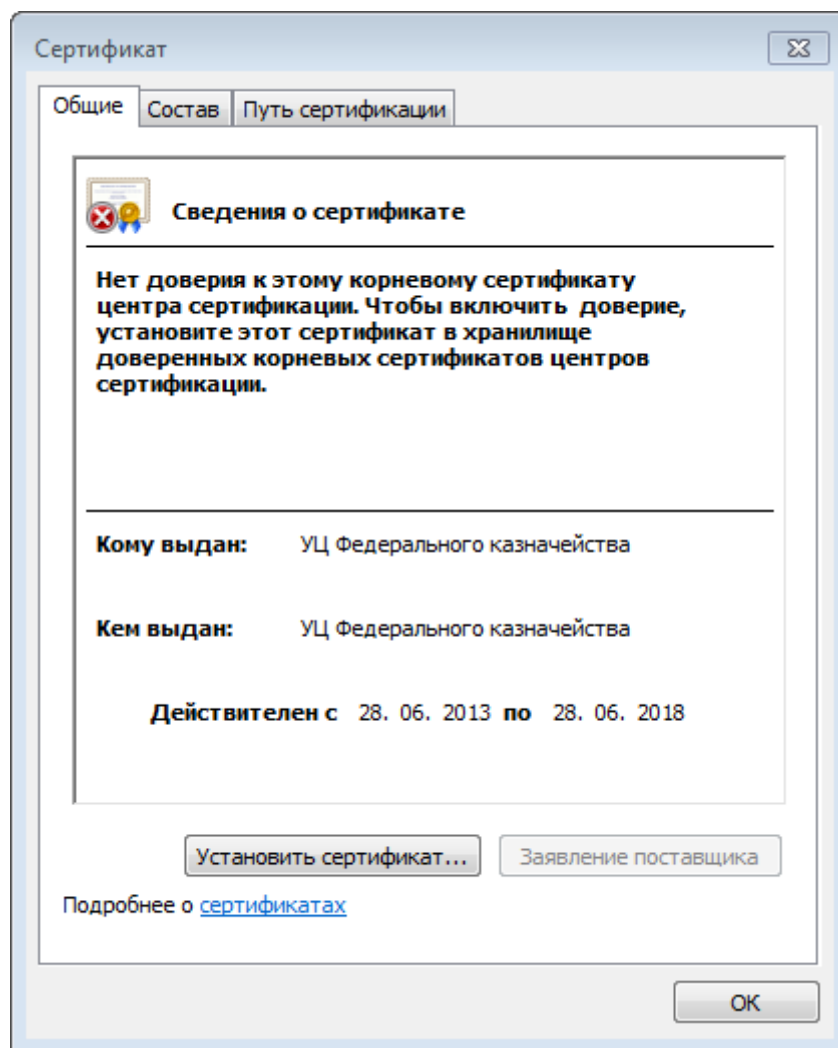 Сертификат
Общие Состав Путь сертификации
Сведения о сертификате
Нет доверия к этому корневому сертификату
центра сертификации. Чтобы включить доверие,
установите этот сертификат в хранилище
доверенных корневых сертификатов центров
сертификации.
Кому выдан: УЦ Федерального казначейства
Кем выдан: УЦ Федерального казначейства
Действителен с 28. 06. 2013 по 28. 06. 2018
Установить сертификат... Заявление поставщика
Подробнее о сертификатах
ОК